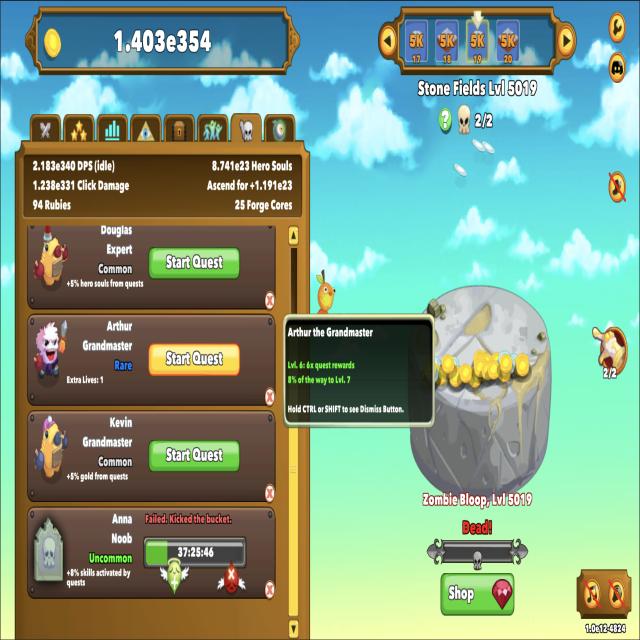 1.403e354
5K 5K 5K 5K
17 18 19 20
Stone Fields Lvl 5019
? 2/2
2.183e340 DPS (idle)
8.741e23 Hero Souls
1.238e331 Click Damage
Ascend for +1.191e23
94 Rubies
25 Forge Cores
Douglas
Expert
Common
+5% hero souls from quests
Start Quest
Arthur
Grandmaster
Rare
Extra Lives: 1
Start Quest
Arthur the Grandmaster
Lvl. 6: 6x quest rewards
8% of the way to Lvl. 7
Hold CTRL or SHIFT to see Dismiss Button.
Kevin
Grandmaster
Common
+5% gold from quests
Start Quest
Anna
Noob
Uncommon
+8% skills activated by
quests
Failed. Kicked the bucket.
37:25:46
2/2
Zombie Bloop, Lvl 5019
Dead!
Shop
1.0e12-4824